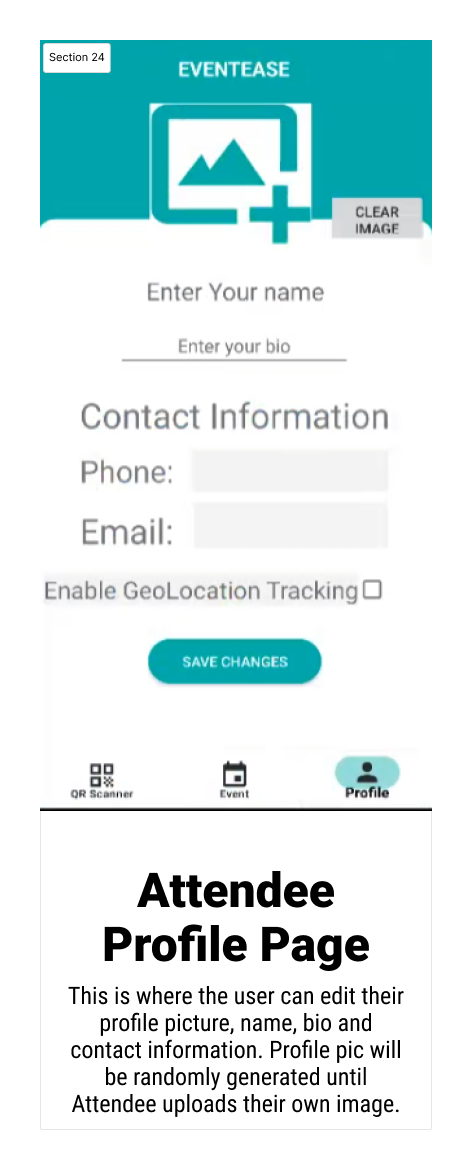 Section 24
EVENTEASE
CLEAR
IMAGE
Enter Your name
Enter your bio
Contact Information
Phone:
Email:
Enable GeoLocation Tracking
SAVE CHANGES
QR Scanner
Event
Profile
Attendee
Profile Page
This is where the user can edit their
profile picture, name, bio and
contact information. Profile pic will
be randomly generated until
Attendee uploads their own image.